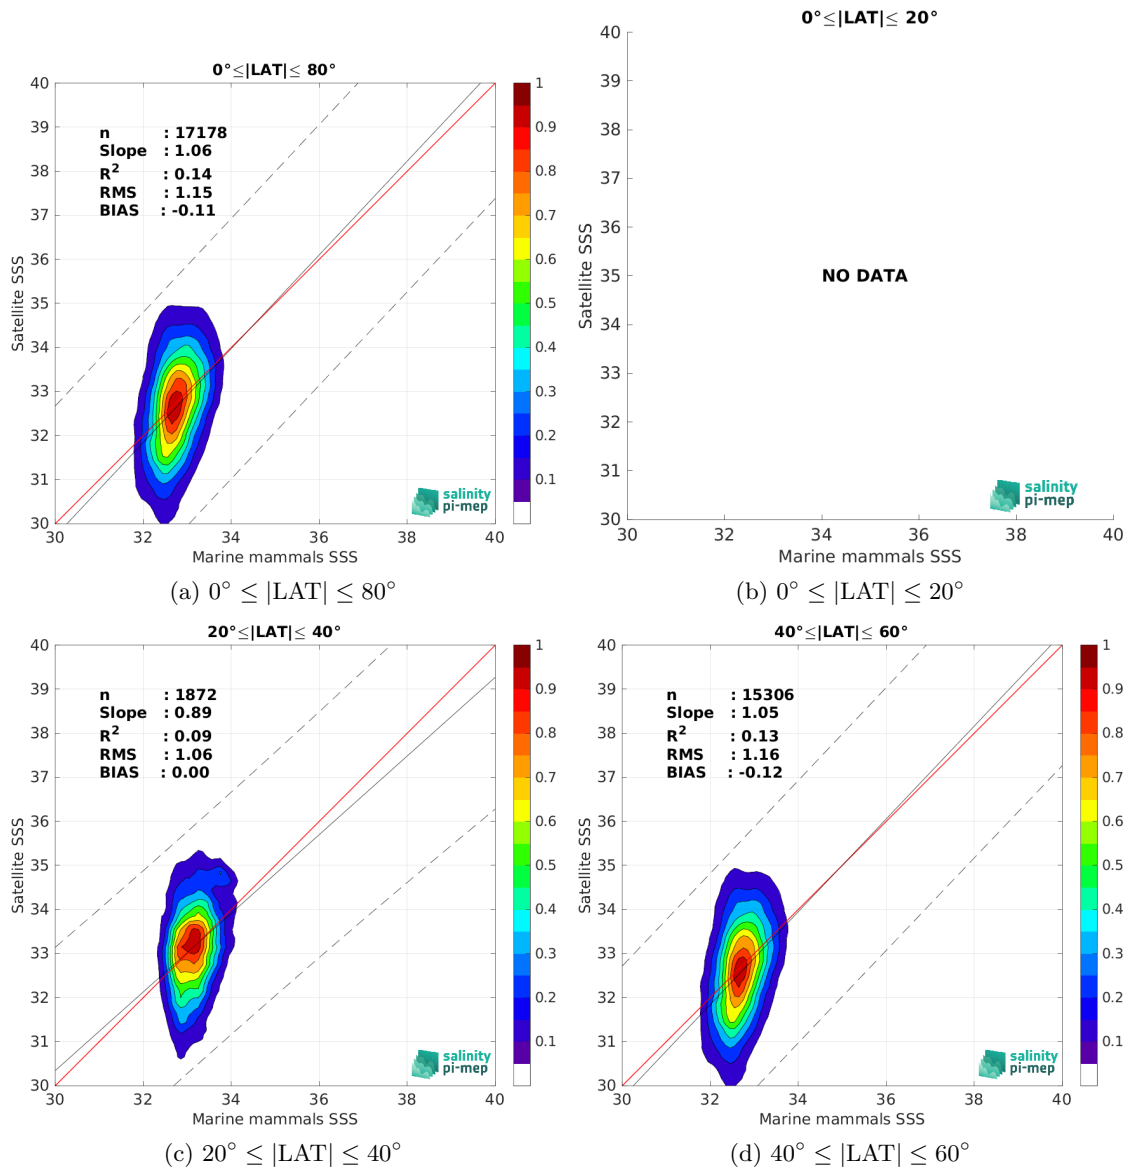 0°≤|LAT|≤ 80°
40
39
38
37
36
35
34
33
32
31
30
Satellite SSS
n : 17178
Slope : 1.06
R² : 0.14
RMS : 1.15
BIAS : -0.11
salinity
pi-mep
30 32 34 36 38 40
Marine mammals SSS
1
0.9
0.8
0.7
0.6
0.5
0.4
0.3
0.2
0.1
(a) 0° ≤ |LAT| ≤ 80°
0°≤|LAT|≤ 20°
40
39
38
37
36
35
34
33
32
31
30
Satellite SSS
NO DATA
salinity
pi-mep
30 32 34 36 38 40
Marine mammals SSS
(b) 0° ≤ |LAT| ≤ 20°
20°≤|LAT|≤ 40°
40
39
38
37
36
35
34
33
32
31
30
Satellite SSS
n : 1872
Slope : 0.89
R² : 0.09
RMS : 1.06
BIAS : 0.00
salinity
pi-mep
30 32 34 36 38 40
Marine mammals SSS
1
0.9
0.8
0.7
0.6
0.5
0.4
0.3
0.2
0.1
(c) 20° ≤ |LAT| ≤ 40°
40°≤|LAT|≤ 60°
40
39
38
37
36
35
34
33
32
31
30
Satellite SSS
n : 15306
Slope : 1.05
R² : 0.13
RMS : 1.16
BIAS : -0.12
salinity
pi-mep
30 32 34 36 38 40
Marine mammals SSS
1
0.9
0.8
0.7
0.6
0.5
0.4
0.3
0.2
0.1
(d) 40° ≤ |LAT| ≤ 60°